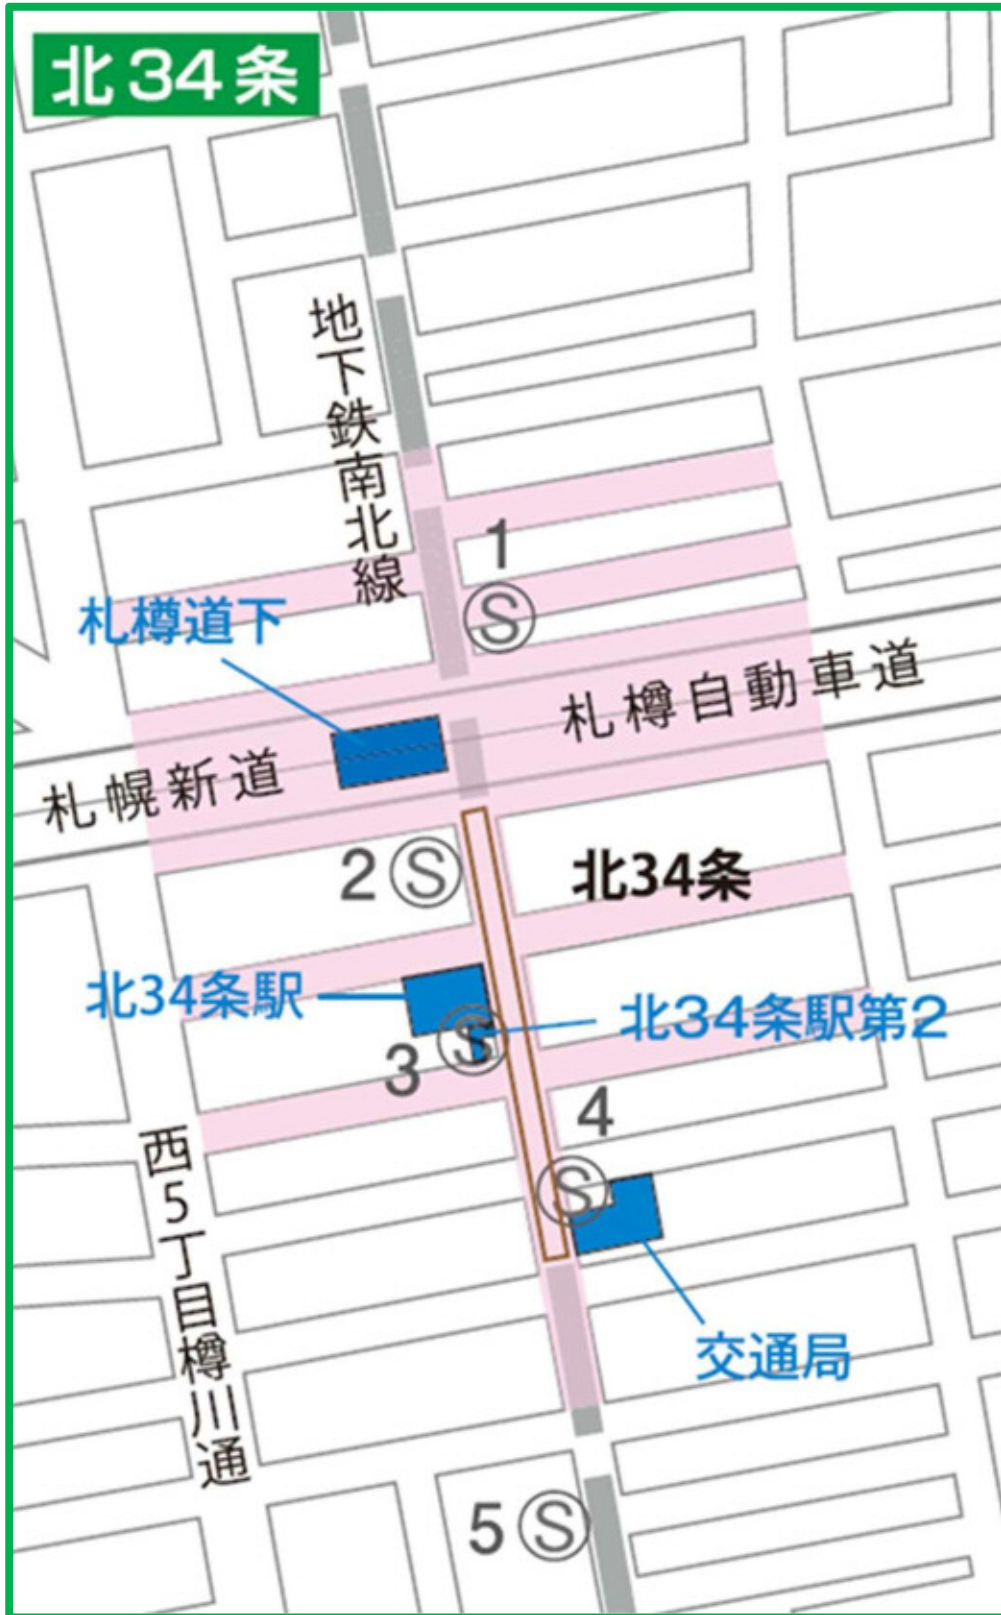 北34条
地下鉄南北線
1
S
札樽道下
札樽自動車道
札幌新道
2 S
北34条
北34条駅
北34条駅第2
S
3
4
S
西5丁目樽川通
交通局
5 S